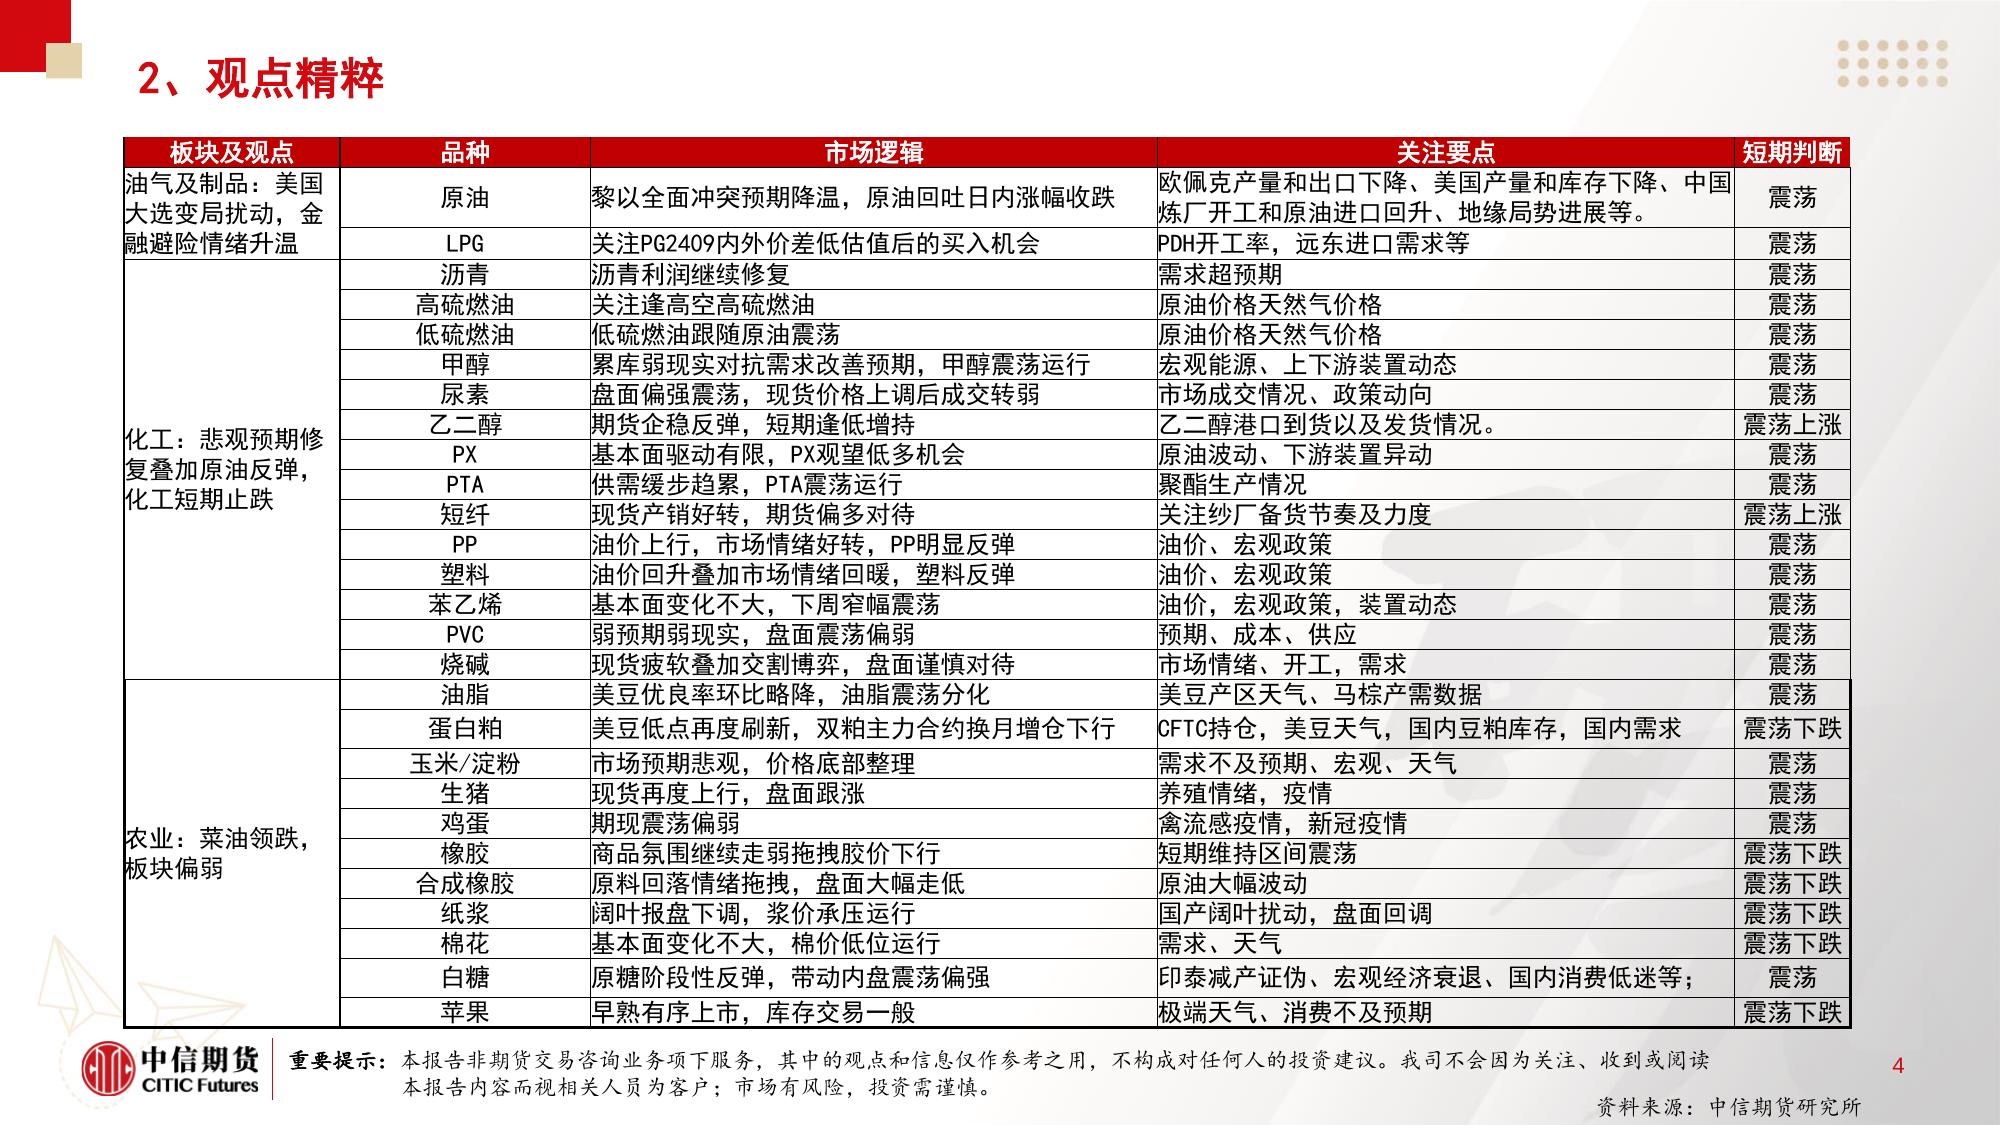 2、观点精粹
板块及观点 品种 市场逻辑 关注要点 短期判断
油气及制品：美国
大选变局扰动，金
融避险情绪升温
原油 黎以全面冲突预期降温，原油回吐日内涨幅收跌 欧佩克产量和出口下降、美国产量和库存下降、中国
炼厂开工和原油进口回升、地缘局势进展等。 震荡
LPG 关注PG2409内外价差低估值后的买入机会 PDH开工率，远东进口需求等 震荡
化工：悲观预期修
复叠加原油反弹，
化工短期止跌
沥青 沥青利润继续修复 需求超预期 震荡
高硫燃油 关注逢高空高硫燃油 原油价格天然气价格 震荡
低硫燃油 低硫燃油跟随原油震荡 原油价格天然气价格 震荡
甲醇 累库弱现实对抗需求改善预期，甲醇震荡运行 宏观能源、上下游装置动态 震荡
尿素 盘面偏强震荡，现货价格上调后成交转弱 市场成交情况、政策动向 震荡
乙二醇 期货企稳反弹，短期逢低增持 乙二醇港口到货以及发货情况。 震荡上涨
PX 基本面驱动有限，PX观望低多机会 原油波动、下游装置异动 震荡
PTA 供需缓步趋累，PTA震荡运行 聚酯生产情况 震荡
短纤 现货产销好转，期货偏多对待 关注纱厂备货节奏及力度 震荡上涨
PP 油价上行，市场情绪好转，PP明显反弹 油价、宏观政策 震荡
塑料 油价回升叠加市场情绪回暖，塑料反弹 油价、宏观政策 震荡
苯乙烯 基本面变化不大，下周窄幅震荡 油价，宏观政策，装置动态 震荡
PVC 弱预期弱现实，盘面震荡偏弱 预期、成本、供应 震荡
烧碱 现货疲软叠加交割博弈，盘面谨慎对待 市场情绪、开工，需求 震荡
农业：菜油领跌，
板块偏弱
油脂 美豆优良率环比略降，油脂震荡分化 美豆产区天气、马棕产需数据 震荡
蛋白粕 美豆低点再度刷新，双粕主力合约换月增仓下行 CFTC持仓，美豆天气，国内豆粕库存，国内需求 震荡下跌
玉米/淀粉 市场预期悲观，价格底部整理 需求不及预期、宏观、天气 震荡
生猪 现货再度上行，盘面跟涨 养殖情绪，疫情 震荡
鸡蛋 期现震荡偏弱 禽流感疫情，新冠疫情 震荡
橡胶 商品氛围继续走弱拖拽胶价下行 短期维持区间震荡 震荡下跌
合成橡胶 原料回落情绪拖拽，盘面大幅走低 原油大幅波动 震荡下跌
纸浆 阔叶报盘下调，浆价承压运行 国产阔叶扰动，盘面回调 震荡下跌
棉花 基本面变化不大，棉价低位运行 需求、天气 震荡下跌
白糖 原糖阶段性反弹，带动内盘震荡偏强 印泰减产证伪、宏观经济衰退、国内消费低迷等； 震荡
苹果 早熟有序上市，库存交易一般 极端天气、消费不及预期 震荡下跌
中信期货
CITIC Futures
重要提示：本报告非期货交易咨询业务项下服务，其中的观点和信息仅作参考之用，不构成对任何人的投资建议。我司不会因为关注、收到或阅读
本报告内容而视相关人员为客户；市场有风险，投资需谨慎。
4
资料来源：中信期货研究所